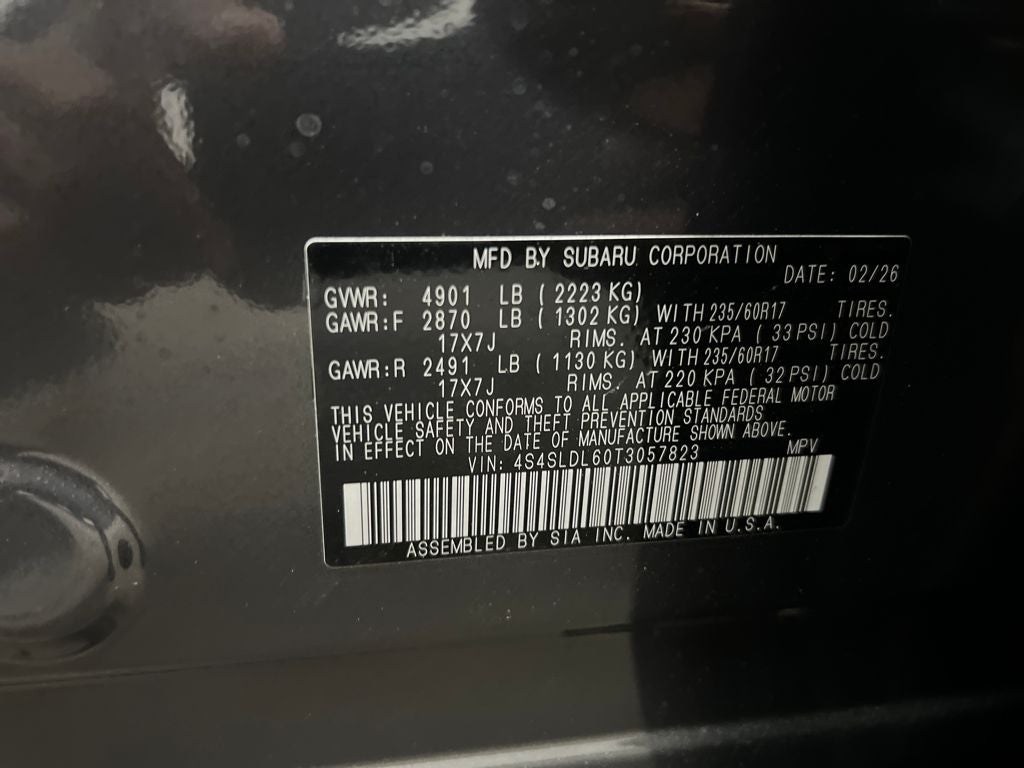 MFD BY SUBARU CORPORATION
DATE: 02/26
GVWR: 4901 LB ( 2223 KG)
GAWR:F 2870 LB ( 1302 KG) WITH 235/60R17 TIRES.
17X7J RIMS. AT 230 KPA ( 33 PSI) COLD
GAWR:R 2491 LB ( 1130 KG) WITH 235/60R17 TIRES.
17X7J RIMS. AT 220 KPA ( 32 PSI) COLD
THIS VEHICLE CONFORMS TO ALL APPLICABLE FEDERAL MOTOR
VEHICLE SAFETY AND THEFT PREVENTION STANDARDS
IN EFFECT ON THE DATE OF MANUFACTURE SHOWN ABOVE.
VIN: 4S4SLDL60T3057823 MPV
ASSEMBLED BY SIA INC. MADE IN U.S.A.